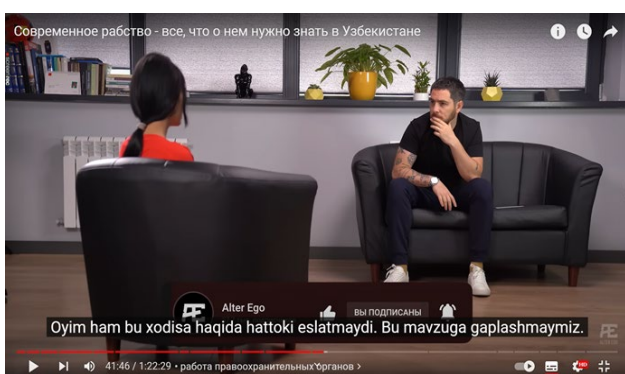 Современное рабство - все, что о нем нужно знать в Узбекистане
Alter Ego
ВЫ ПОДПИСАНЫ
Oyim ham bu xodisa haqida hattoki eslatmaydi. Bu mavzuga gaplashmaymiz.
41:46 / 1:22:29 • работа правоохранительных органов >
HD